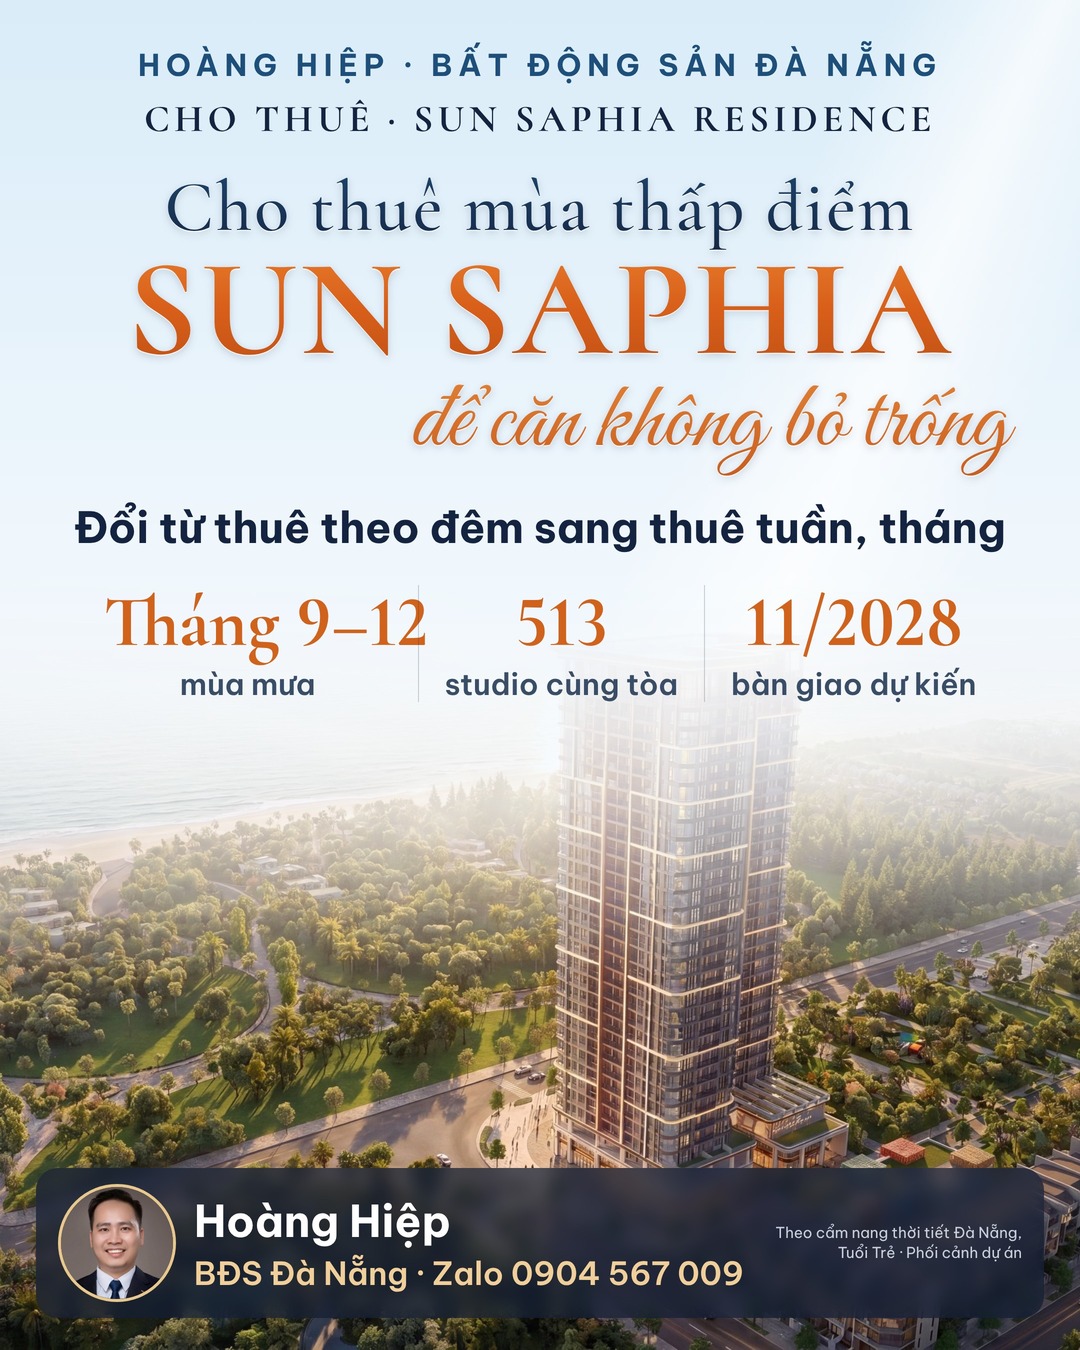 HOÀNG HIỆP · BẤT ĐỘNG SẢN ĐÀ NẴNG
CHO THUÊ · SUN SAPHIA RESIDENCE
Cho thuê mùa thấp điểm
SUN SAPHIA
để căn không bỏ trống
Đổi từ thuê theo đêm sang thuê tuần, tháng
Tháng 9–12
mùa mưa
513
studio cùng tòa
11/2028
bàn giao dự kiến
Hoàng Hiệp
BĐS Đà Nẵng · Zalo 0904 567 009
Theo cẩm nang thời tiết Đà Nẵng,
Tuổi Trẻ · Phối cảnh dự án